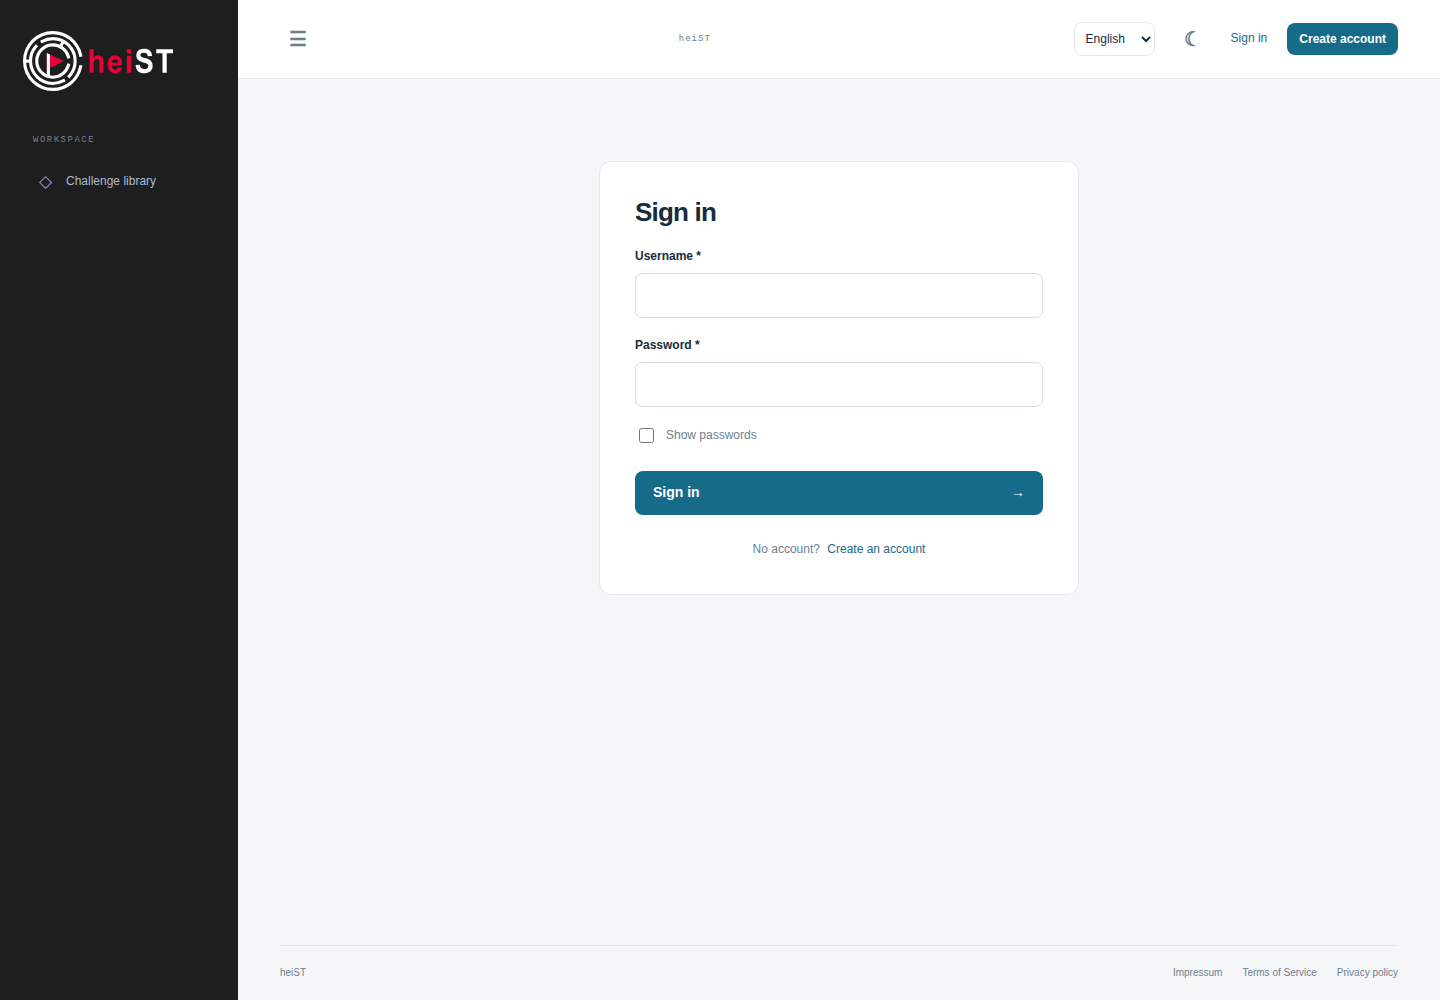 heiST
WORKSPACE
Challenge library
heiST
English
Sign in
Create account
Sign in
Username *
Password *
Show passwords
Sign in →
No account? Create an account
heiST
Impressum
Terms of Service
Privacy policy